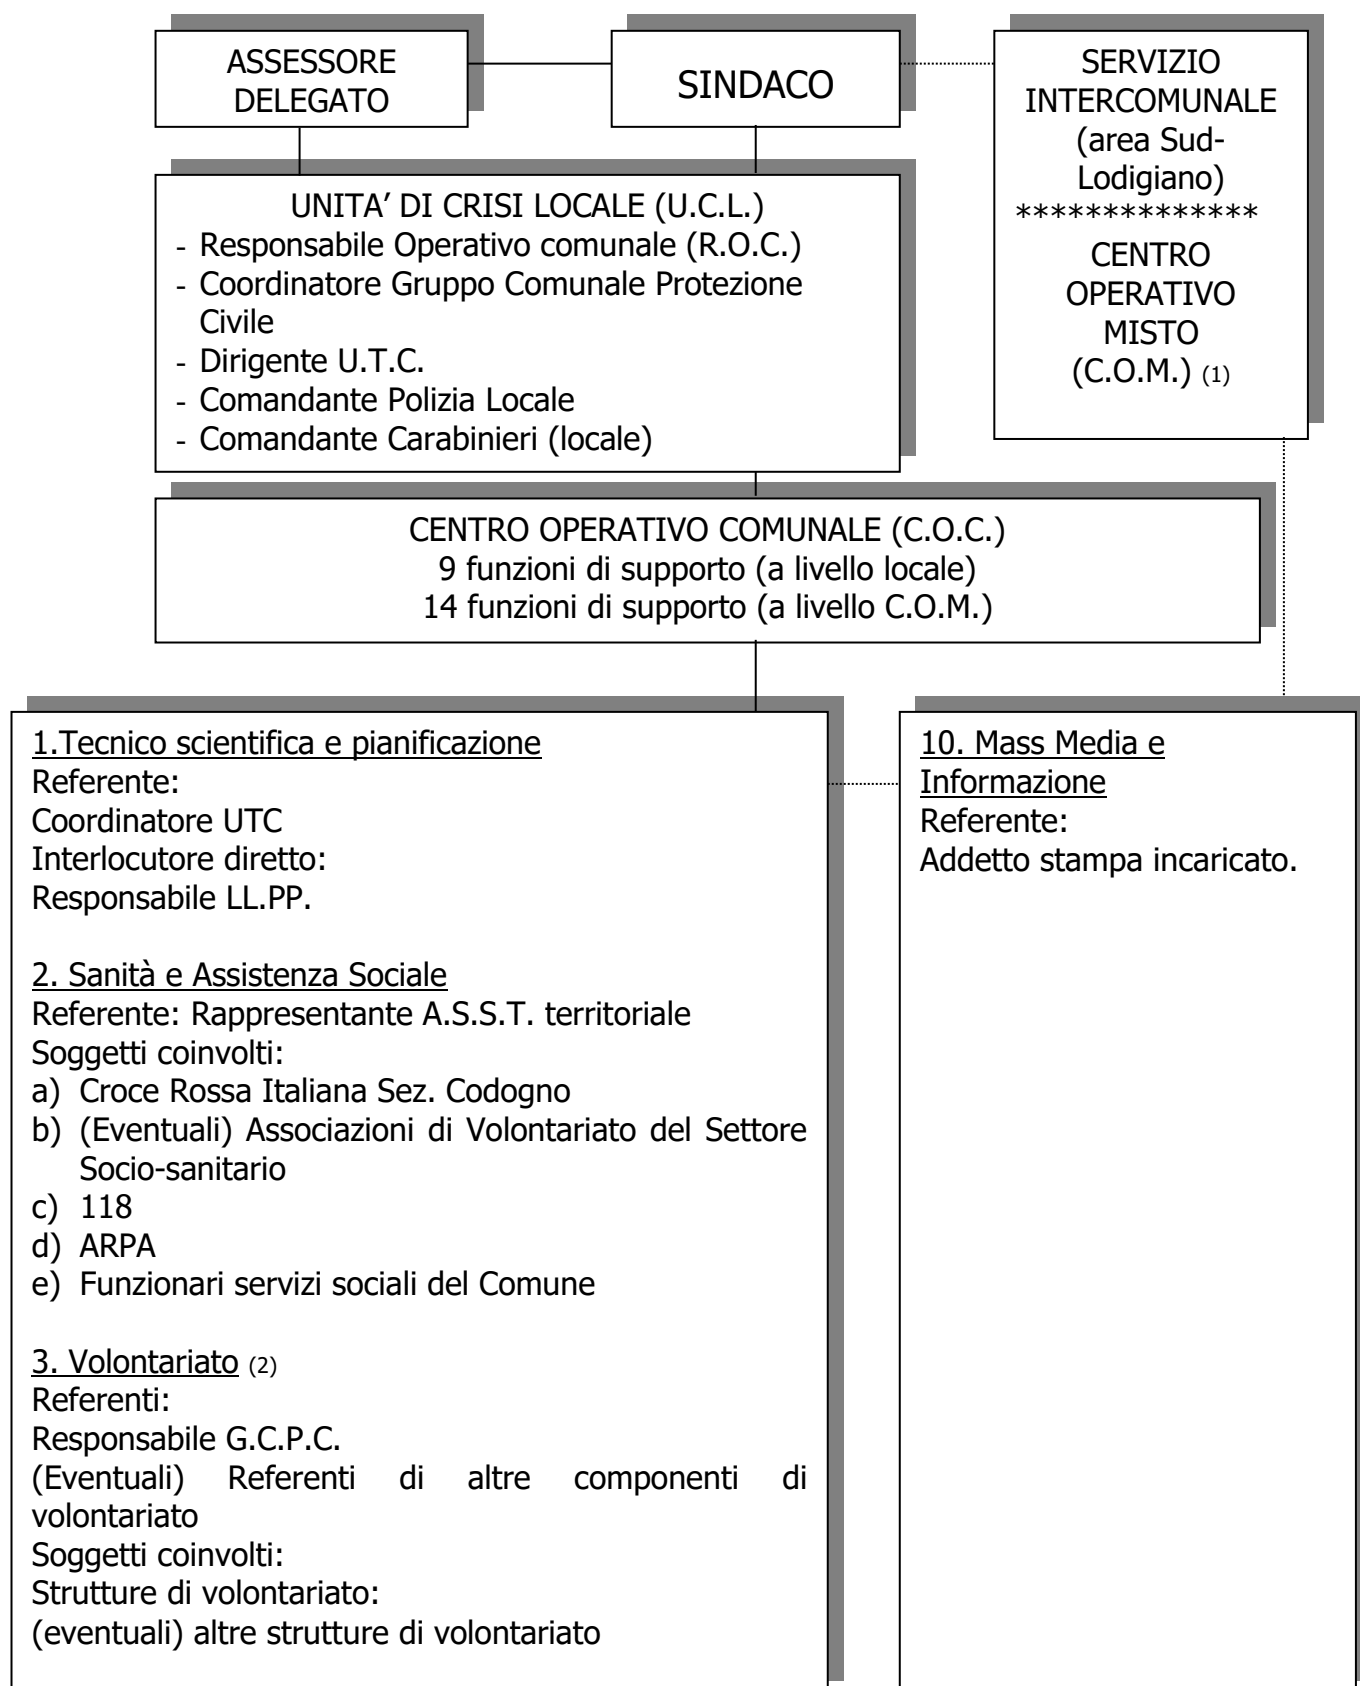 ASSESSORE
DELEGATO
SINDACO
SERVIZIO
INTERCOMUNALE
(area Sud-
Lodigiano)
**************
CENTRO
OPERATIVO
MISTO
(C.O.M.) (1)
UNITA’ DI CRISI LOCALE (U.C.L.)
- Responsabile Operativo comunale (R.O.C.)
- Coordinatore Gruppo Comunale Protezione
Civile
- Dirigente U.T.C.
- Comandante Polizia Locale
- Comandante Carabinieri (locale)
CENTRO OPERATIVO COMUNALE (C.O.C.)
9 funzioni di supporto (a livello locale)
14 funzioni di supporto (a livello C.O.M.)
1.Tecnico scientifica e pianificazione
Referente:
Coordinatore UTC
Interlocutore diretto:
Responsabile LL.PP.
2. Sanità e Assistenza Sociale
Referente: Rappresentante A.S.S.T. territoriale
Soggetti coinvolti:
a) Croce Rossa Italiana Sez. Codogno
b) (Eventuali) Associazioni di Volontariato del Settore
Socio-sanitario
c) 118
d) ARPA
e) Funzionari servizi sociali del Comune
3. Volontariato (2)
Referenti:
Responsabile G.C.P.C.
(Eventuali) Referenti di altre componenti di
volontariato
Soggetti coinvolti:
Strutture di volontariato:
(eventuali) altre strutture di volontariato
10. Mass Media e
Informazione
Referente:
Addetto stampa incaricato.